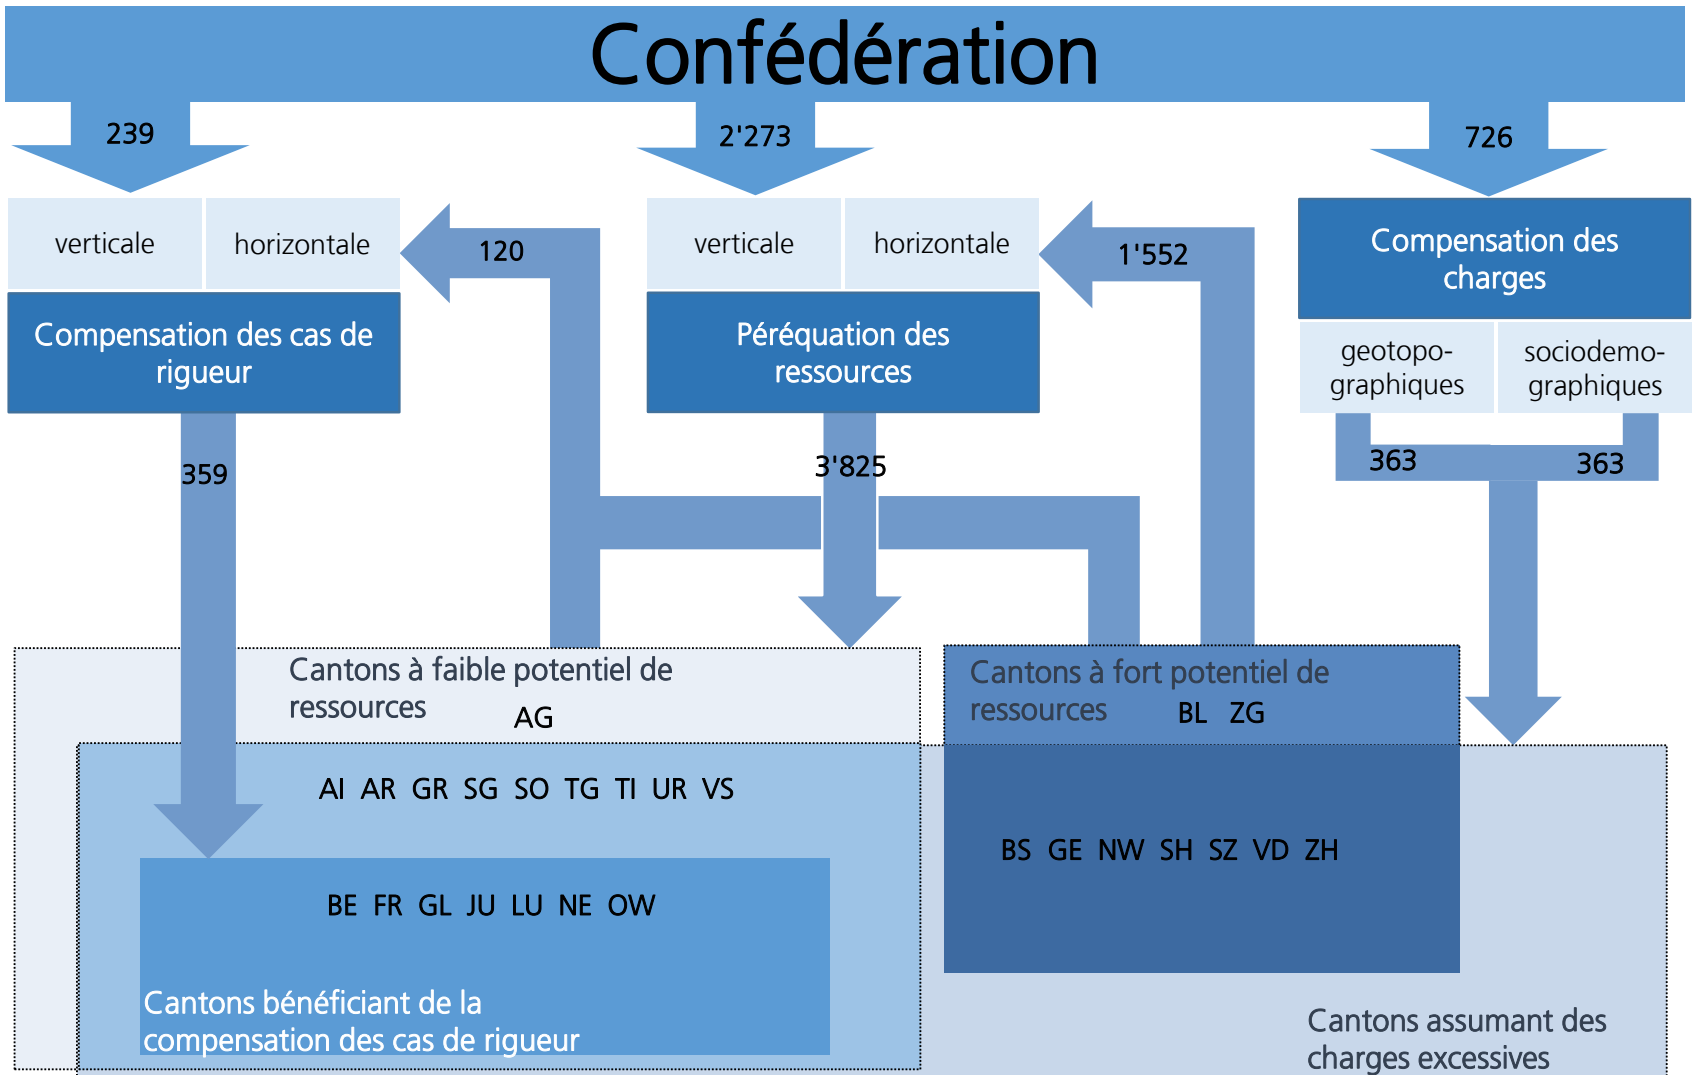 Confédération
239
2'273
726
verticale
horizontale
120
verticale
horizontale
1'552
Compensation des
charges
Compensation des cas de
rigueur
Péréquation des
ressources
geotopo-
graphiques
sociodemo-
graphiques
359
3'825
363
363
Cantons à faible potentiel de
ressources
AG
Cantons à fort potentiel de
ressources
BL ZG
AI AR GR SG SO TG TI UR VS
BS GE NW SH SZ VD ZH
BE FR GL JU LU NE OW
Cantons bénéficiant de la
compensation des cas de rigueur
Cantons assumant des
charges excessives